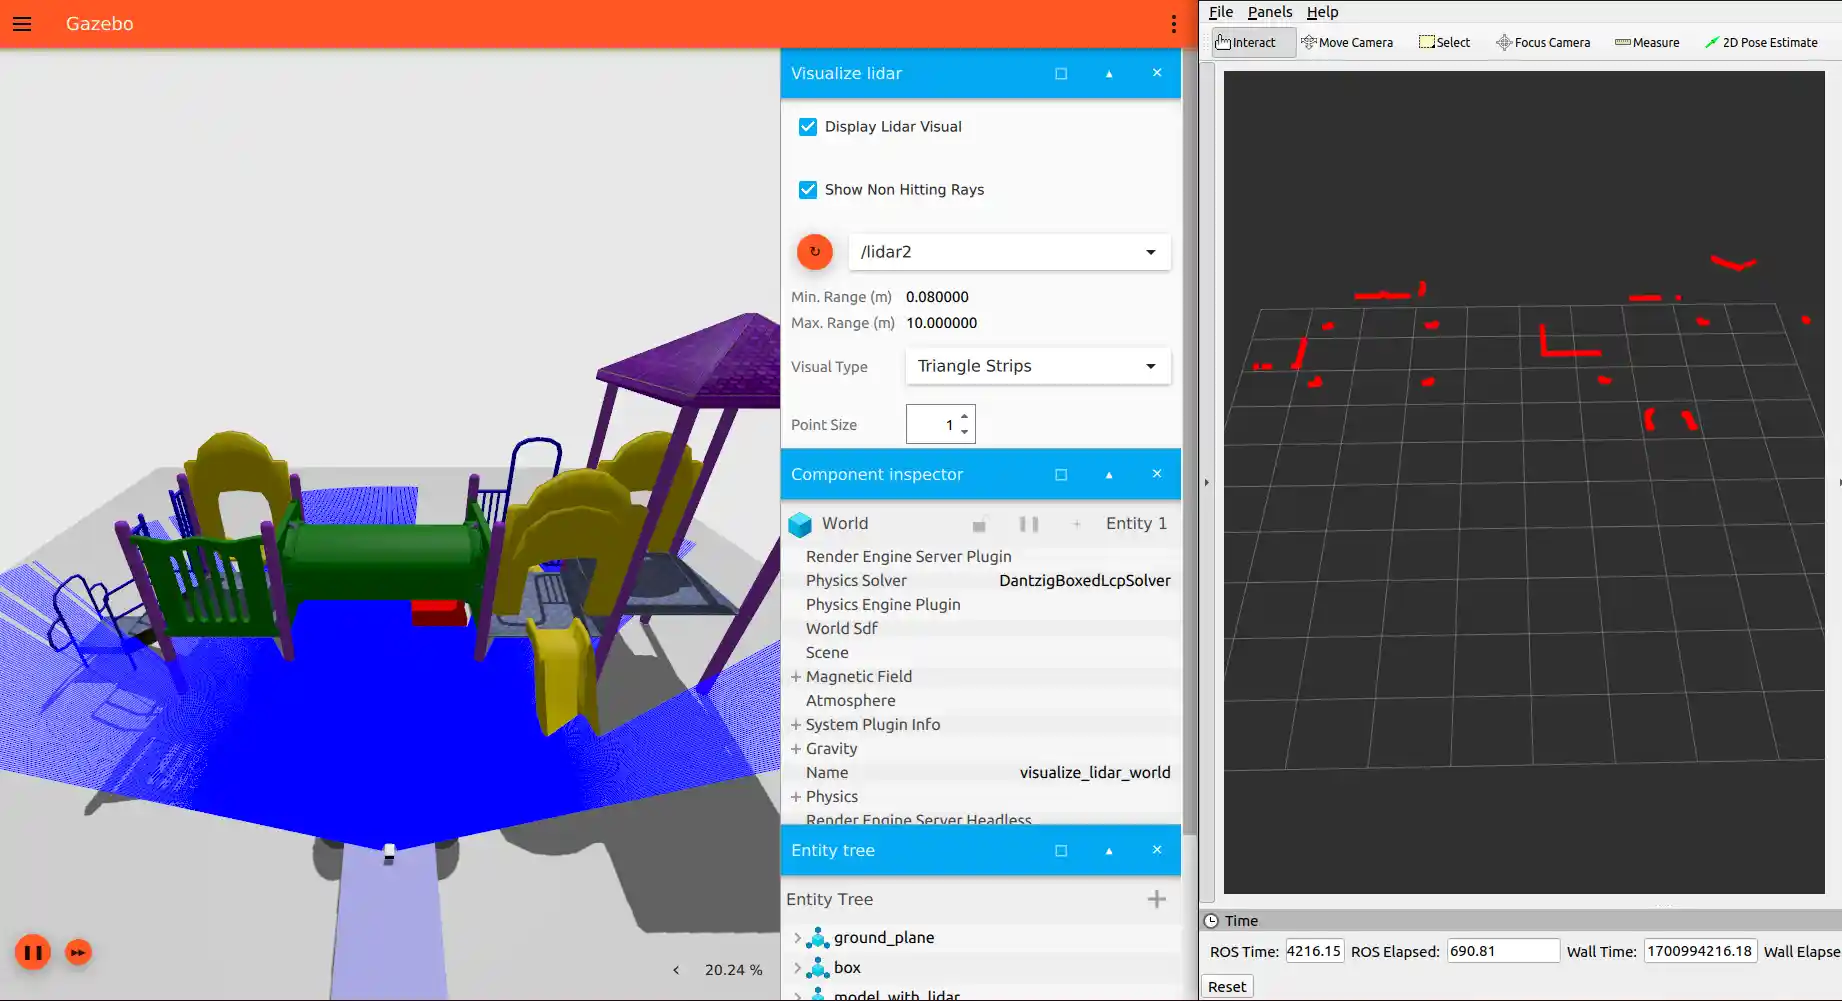 Gazebo
Visualize lidar
Display Lidar Visual
Show Non Hitting Rays
/lidar2
Min. Range (m) 0.080000
Max. Range (m) 10.000000
Visual Type Triangle Strips
Point Size 1
Component inspector
World Entity 1
Render Engine Server Plugin
Physics Solver DantzigBoxedLcpSolver
Physics Engine Plugin
World Sdf
Scene
+ Magnetic Field
Atmosphere
+ System Plugin Info
+ Gravity
Name visualize_lidar_world
+ Physics
Render Engine Server Headless
Entity tree
Entity Tree
ground_plane
box
model_with_lidar
20.24 %
File Panels Help
Interact Move Camera Select Focus Camera Measure 2D Pose Estimate
Time
ROS Time: 4216.15 ROS Elapsed: 690.81 Wall Time: 1700994216.18 Wall Elapse
Reset